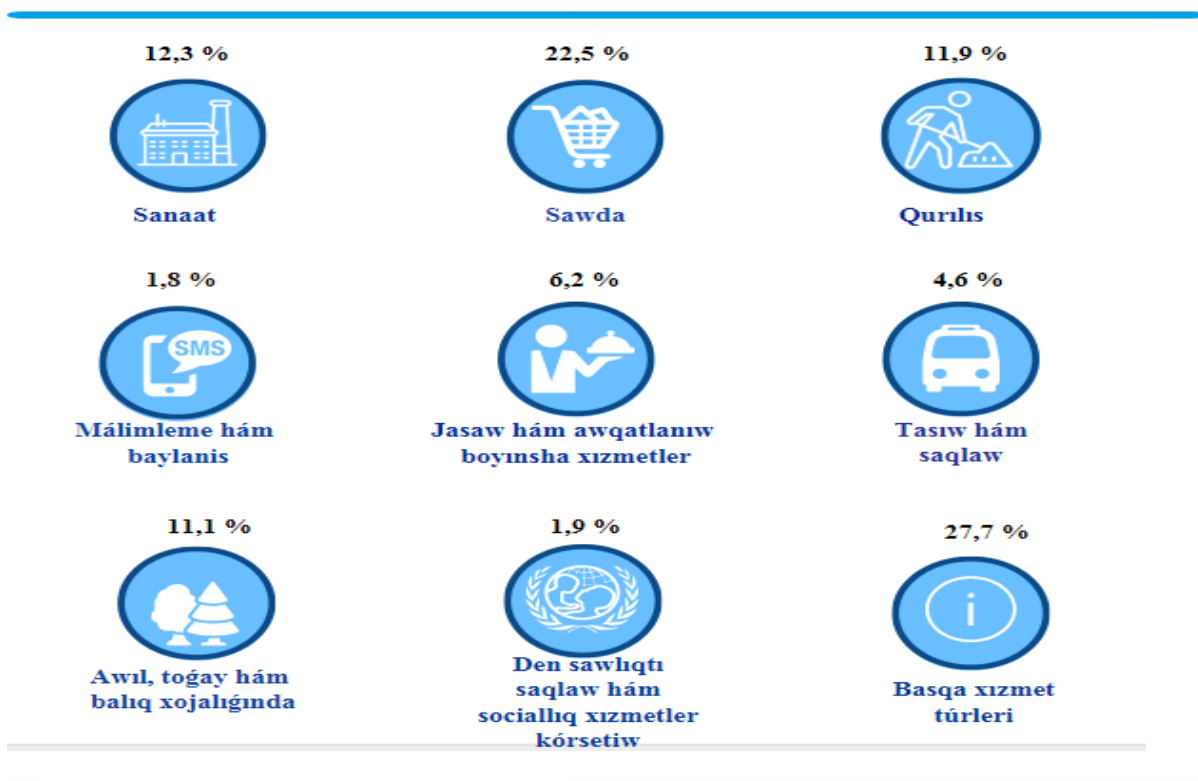 12,3 %
22,5 %
11,9 %
Sanaat
Sawda
Qurılıs
1,8 %
6,2 %
4,6 %
SMS
Málimleme hám
baylanis
Jasaw hám awqatlanıw
boyınsha xızmetler
Tasıw hám
saqlaw
11,1 %
1,9 %
27,7 %
i
Awıl, toǵay hám
balıq xojalıǵında
Den sawlıqtı
saqlaw hám
sociallıq xızmetler
kórsetiw
Basqa xızmet
túrleri